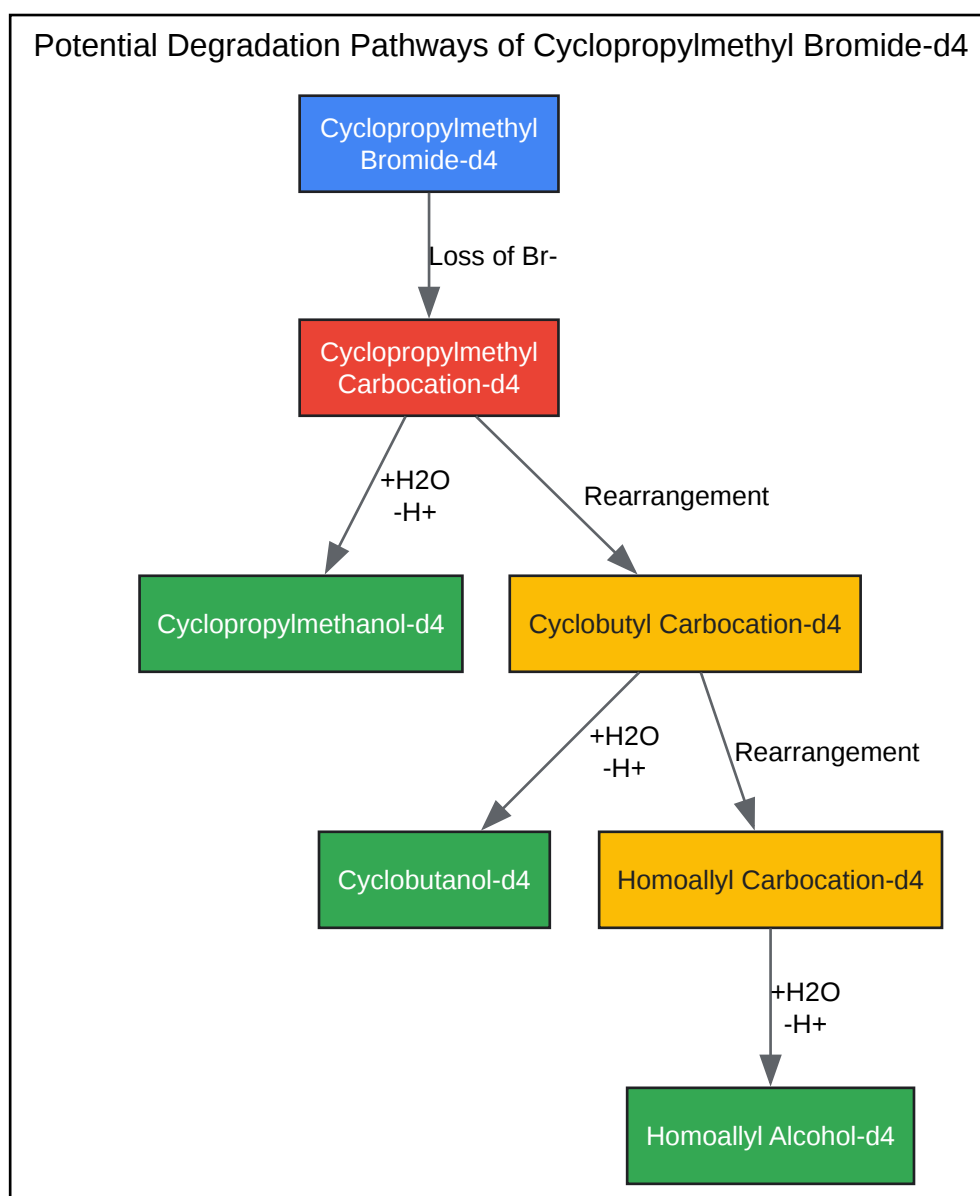 Potential Degradation Pathways of Cyclopropylmethyl Bromide-d4
Cyclopropylmethyl
Bromide-d4
Loss of Br-
Cyclopropylmethyl
Carbocation-d4
+H2O
-H+
Rearrangement
Cyclopropylmethanol-d4
Cyclobutyl Carbocation-d4
+H2O
-H+
Rearrangement
Cyclobutanol-d4
Homoallyl Carbocation-d4
+H2O
-H+
Homoallyl Alcohol-d4